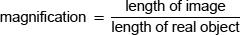 magnification = length of image / length of real object